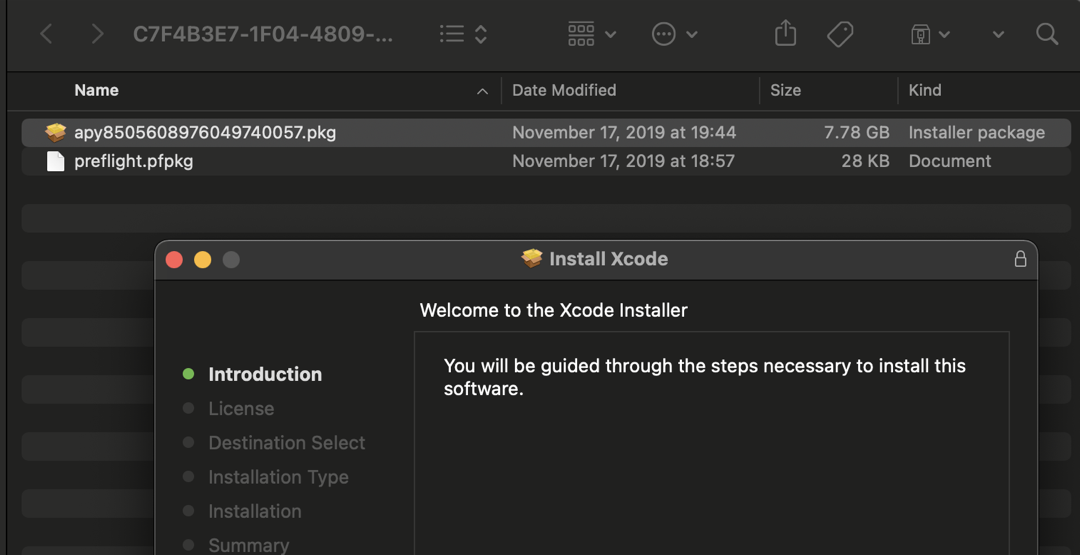 C7F4B3E7-1F04-4809-...
Name Date Modified Size Kind
apy8505608976049740057.pkg November 17, 2019 at 19:44 7.78 GB Installer package
preflight.pfpkg November 17, 2019 at 18:57 28 KB Document
Install Xcode
Welcome to the Xcode Installer
You will be guided through the steps necessary to install this
software.
Introduction
License
Destination Select
Installation Type
Installation
Summary